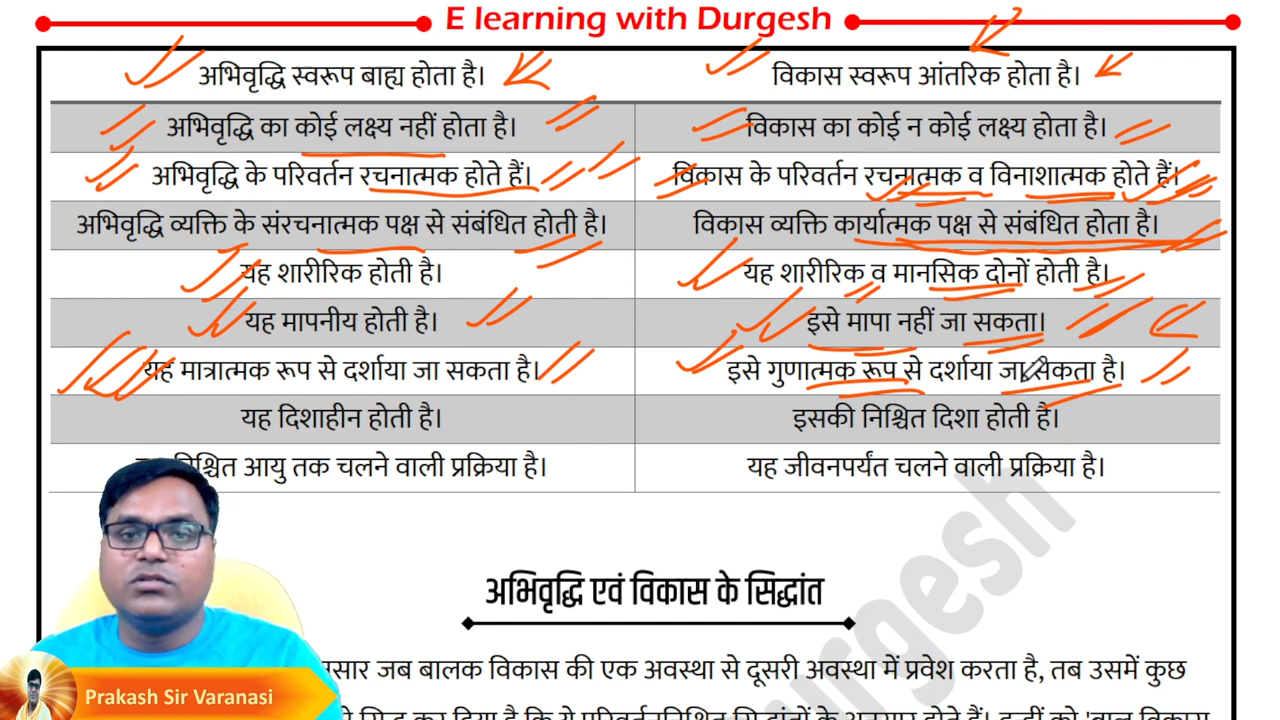 E learning with Durgesh
अभिवृद्धि स्वरूप बाह्य होता है। विकास स्वरूप आंतरिक होता है।
अभिवृद्धि का कोई लक्ष्य नहीं होता है। विकास का कोई न कोई लक्ष्य होता है।
अभिवृद्धि के परिवर्तन रचनात्मक होते हैं। विकास के परिवर्तन रचनात्मक व विनाशात्मक होते हैं।
अभिवृद्धि व्यक्ति के संरचनात्मक पक्ष से संबंधित होती है। विकास व्यक्ति कार्यात्मक पक्ष से संबंधित होता है।
यह शारीरिक होती है। यह शारीरिक व मानसिक दोनों होती है।
यह मापनीय होती है। इसे मापा नहीं जा सकता।
यह मात्रात्मक रूप से दर्शाया जा सकता है। इसे गुणात्मक रूप से दर्शाया जा सकता है।
यह दिशाहीन होती है। इसकी निश्चित दिशा होती है।
निश्चित आयु तक चलने वाली प्रक्रिया है। यह जीवनपर्यंत चलने वाली प्रक्रिया है।
अभिवृद्धि एवं विकास के सिद्धांत
जब बालक विकास की एक अवस्था से दूसरी अवस्था में प्रवेश करता है, तब उसमें कुछ
Prakash Sir Varanasi